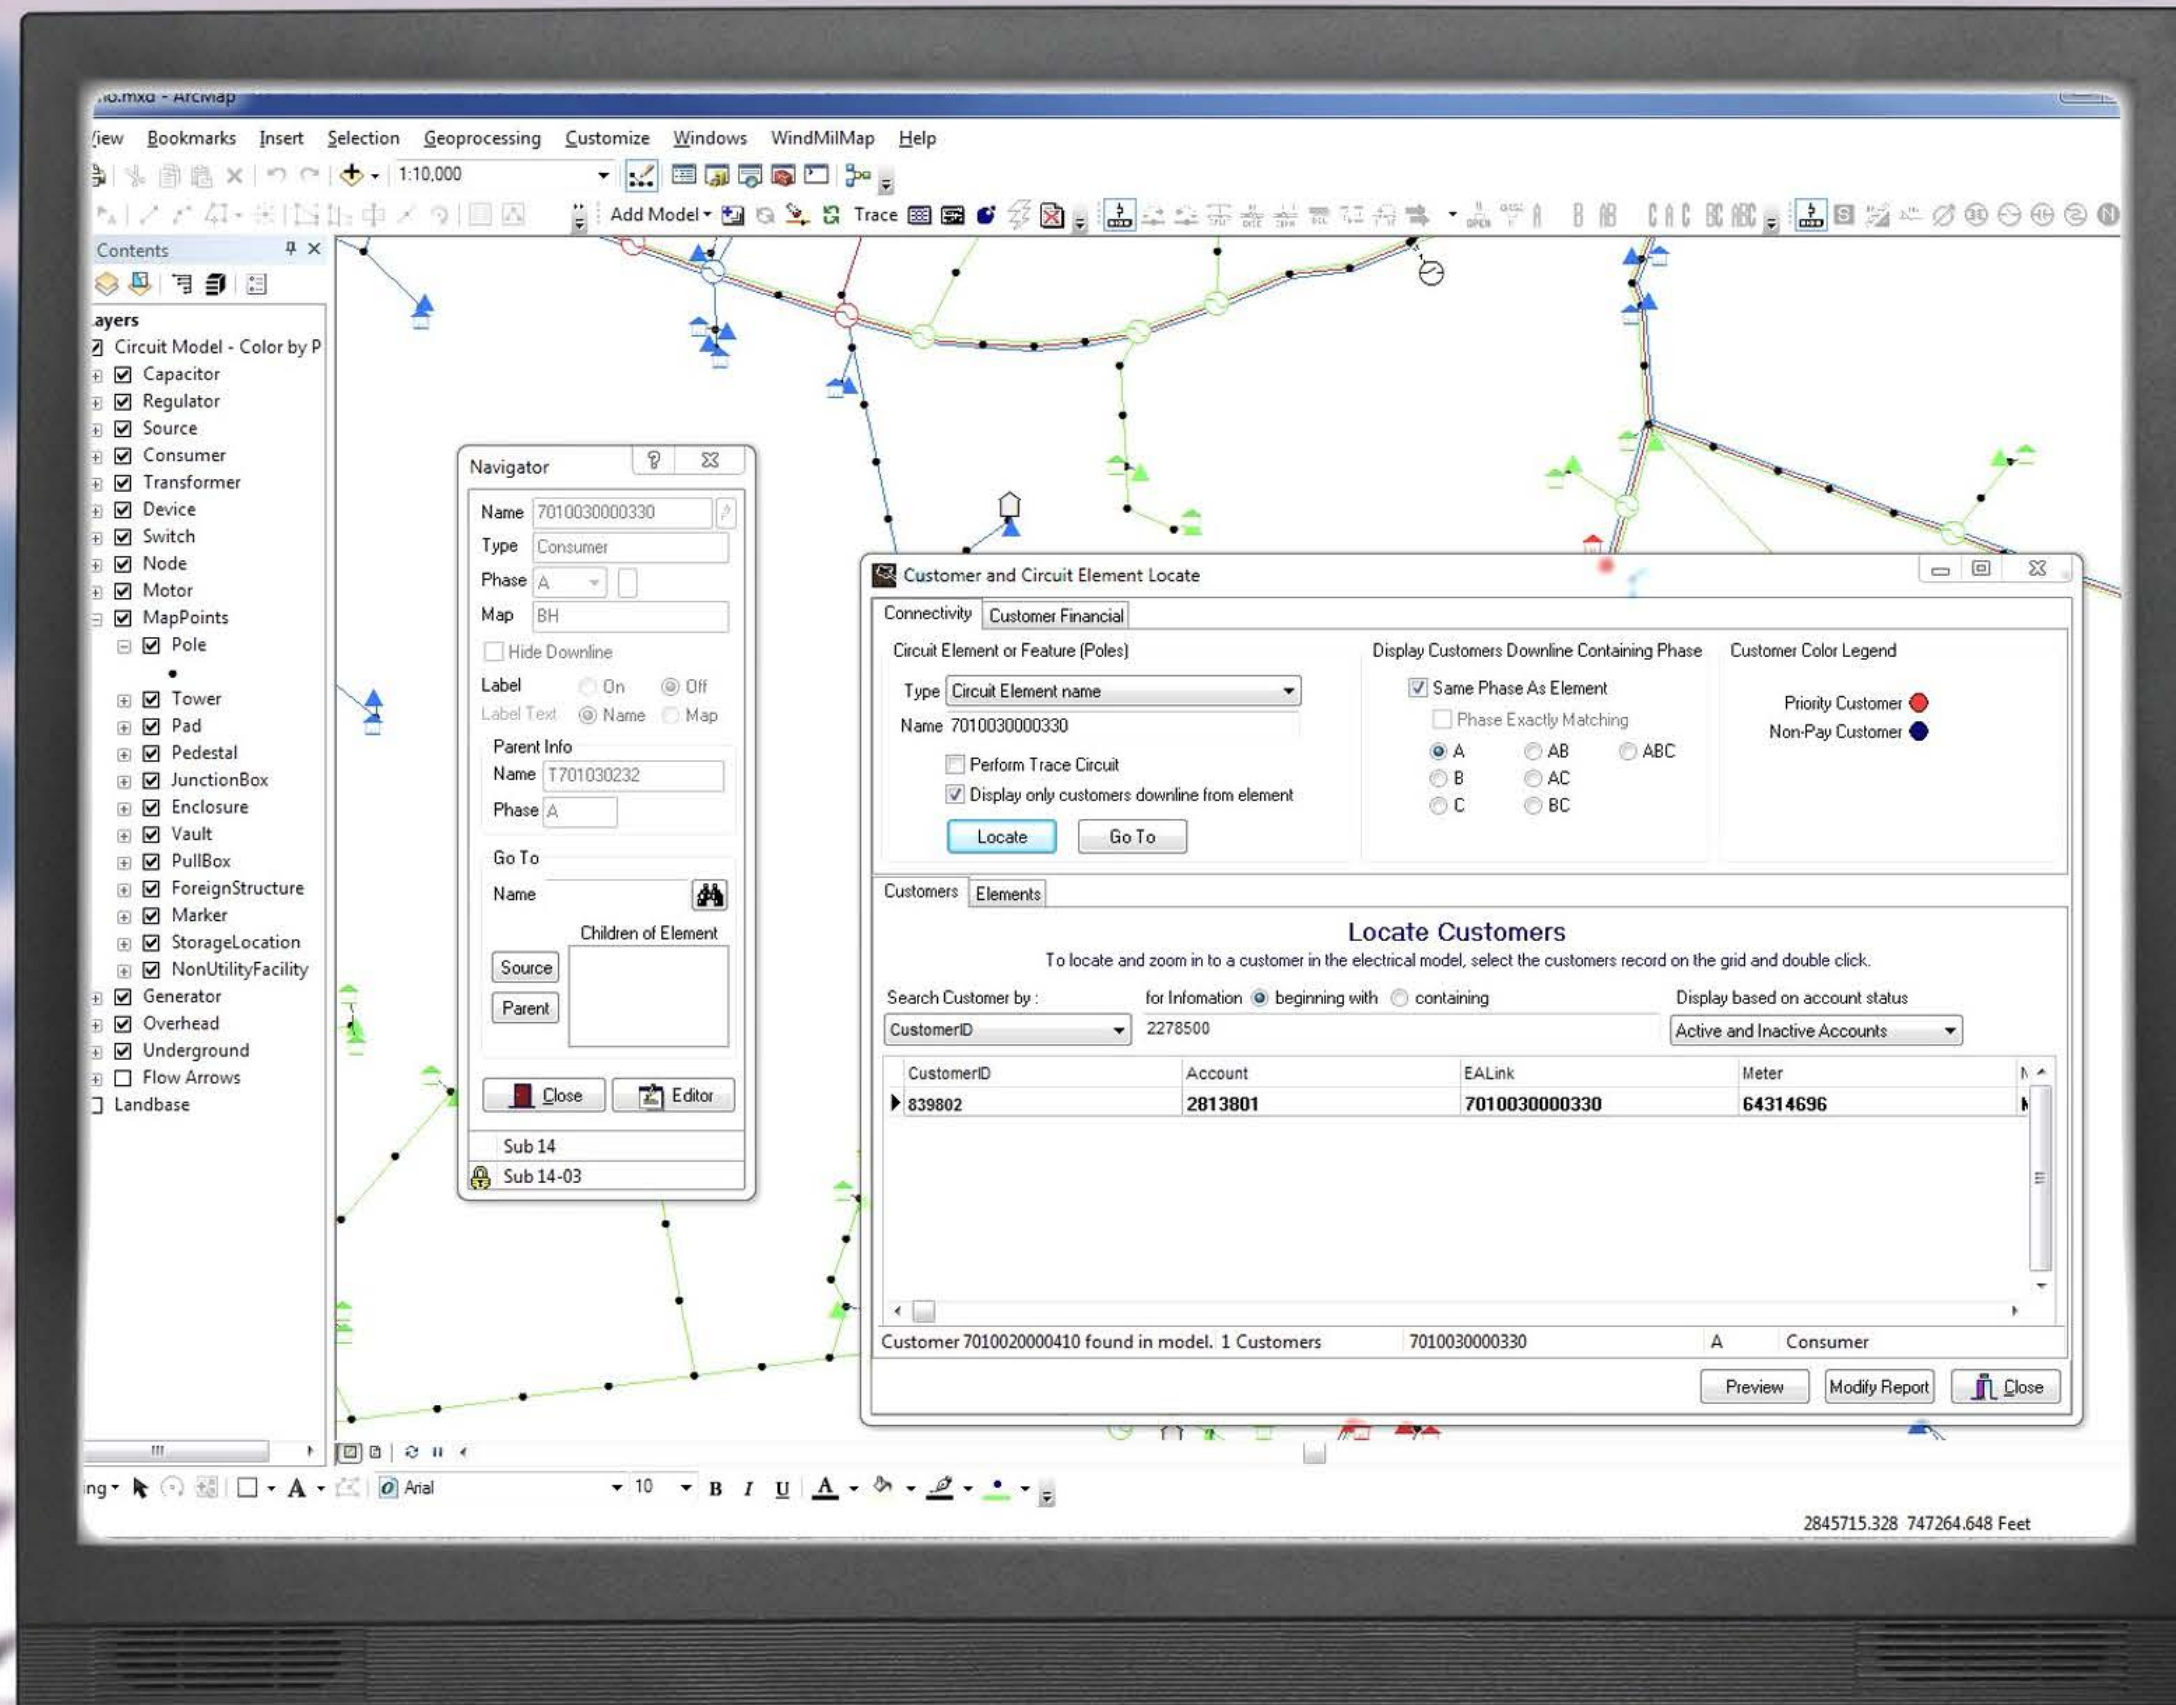 no.mxd - ArcMap
View Bookmarks Insert Selection Geoprocessing Customize Windows WindMilMap Help
1:10,000
Add Model Trace A B AB C AC BC ABC
Contents
ayers
Circuit Model - Color by P
Capacitor
Regulator
Source
Consumer
Transformer
Device
Switch
Node
Motor
MapPoints
Pole
Tower
Pad
Pedestal
JunctionBox
Enclosure
Vault
PullBox
ForeignStructure
Marker
StorageLocation
NonUtilityFacility
Generator
Overhead
Underground
Flow Arrows
Landbase
Navigator
Name 7010030000330
Type Consumer
Phase A
Map BH
Hide Downline
Label On Off
Label Text Name Map
Parent Info
Name T701030232
Phase A
Go To
Name
Children of Element
Source
Parent
Close Editor
Sub 14
Sub 14-03
Customer and Circuit Element Locate
Connectivity Customer Financial
Circuit Element or Feature (Poles)
Type Circuit Element name
Name 7010030000330
Perform Trace Circuit
Display only customers downline from element
Locate Go To
Display Customers Downline Containing Phase
Same Phase As Element
Phase Exactly Matching
A AB ABC
B AC
C BC
Customer Color Legend
Priority Customer
Non-Pay Customer
Customers Elements
Locate Customers
To locate and zoom in to a customer in the electrical model, select the customers record on the grid and double click.
Search Customer by : for Infomation beginning with containing Display based on account status
CustomerID 2278500 Active and Inactive Accounts
CustomerID Account EALink Meter
839802 2813801 7010030000330 64314696
Customer 7010020000410 found in model. 1 Customers 7010030000330 A Consumer
Preview Modify Report Close
ing Arial 10 B I U A
2845715.328 747264.648 Feet